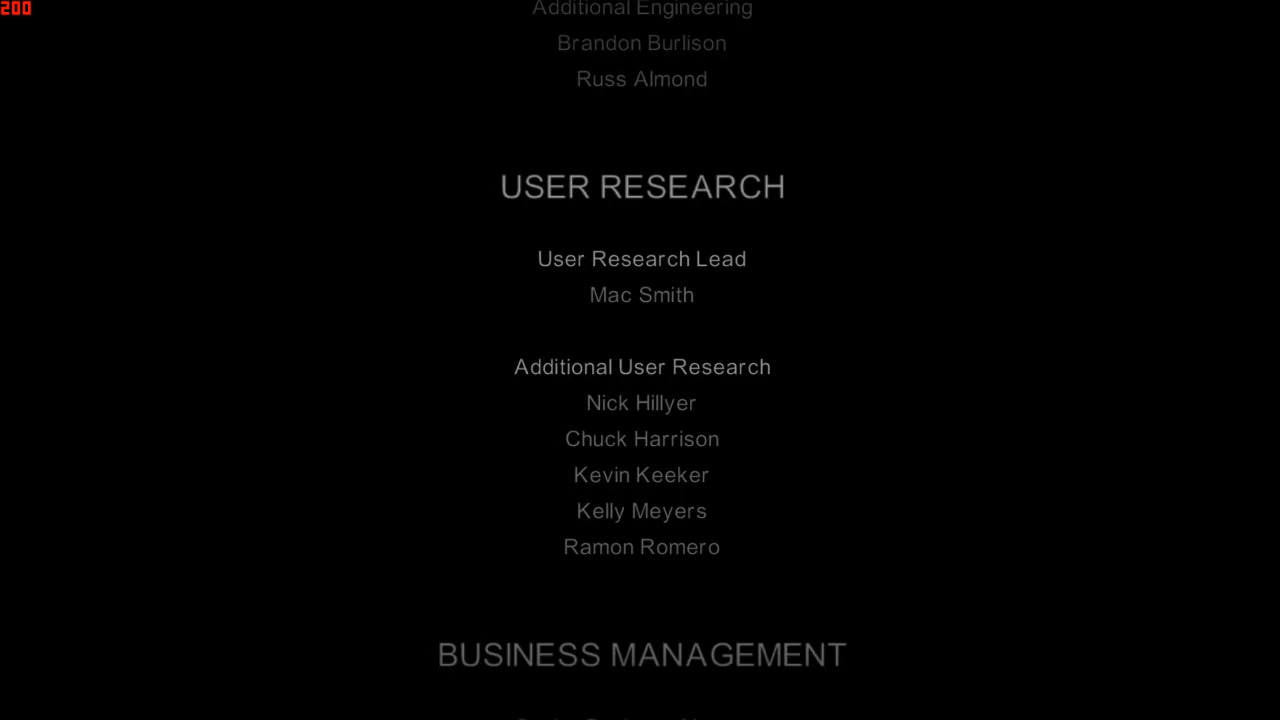 200
Additional Engineering
Brandon Burlison
Russ Almond
USER RESEARCH
User Research Lead
Mac Smith
Additional User Research
Nick Hillyer
Chuck Harrison
Kevin Keeker
Kelly Meyers
Ramon Romero
BUSINESS MANAGEMENT